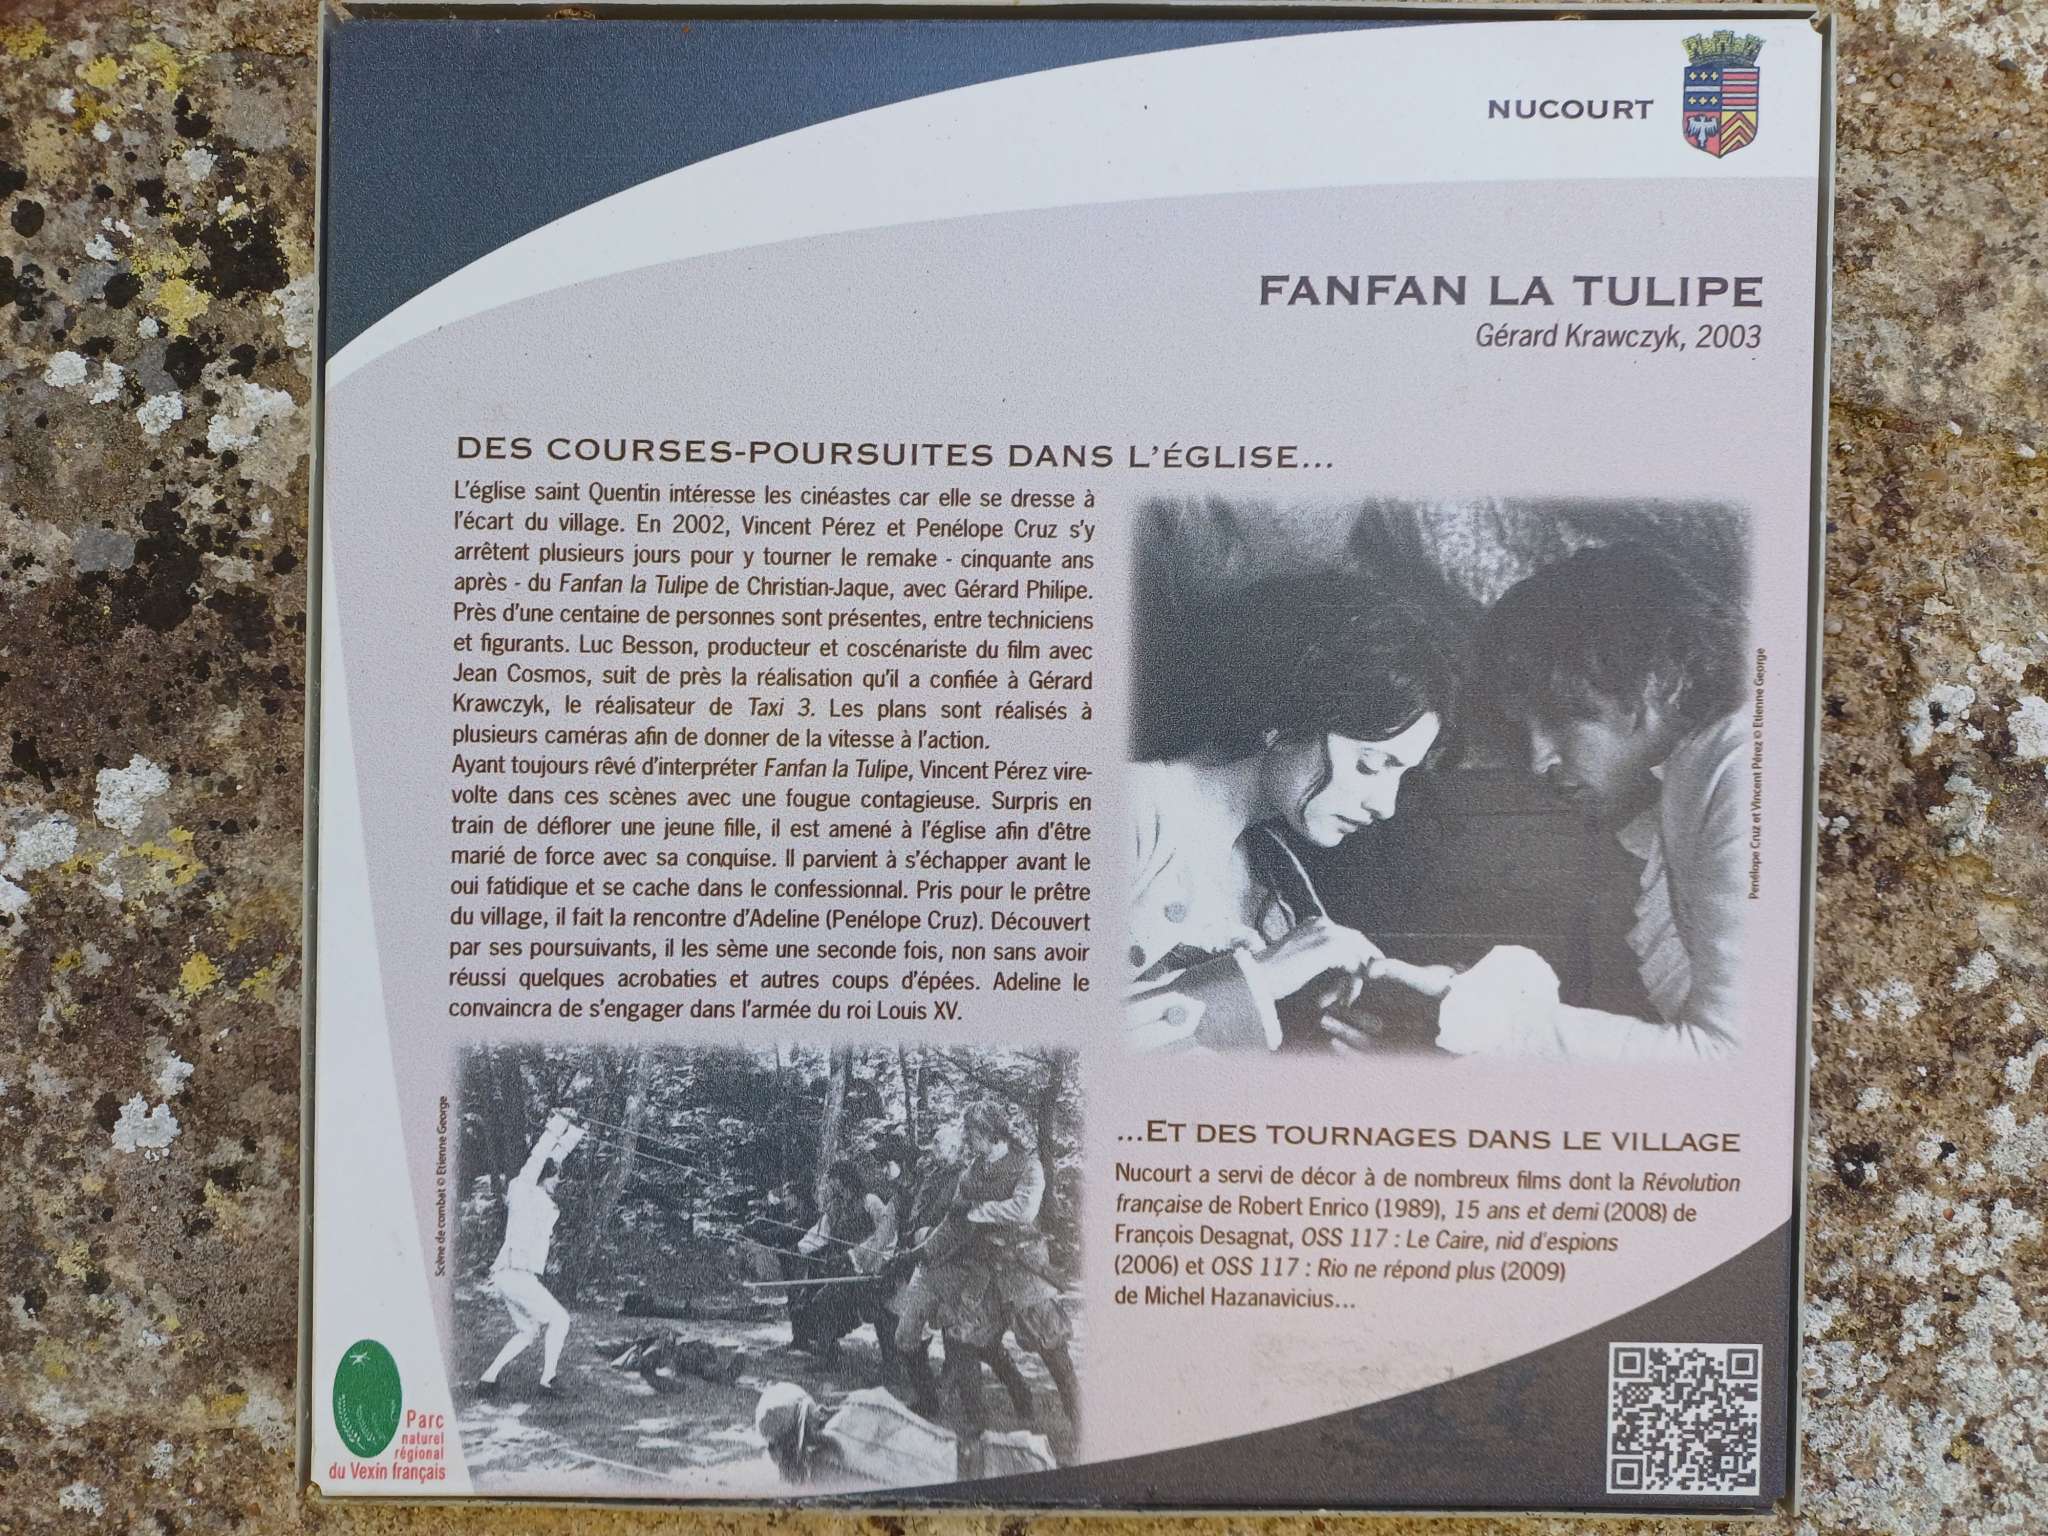 NUCOURT
FANFAN LA TULIPE
Gérard Krawczyk, 2003
DES COURSES-POURSUITES DANS L'ÉGLISE...
L'église saint Quentin intéresse les cinéastes car elle se dresse à
l'écart du village. En 2002, Vincent Pérez et Penélope Cruz s'y
arrêtent plusieurs jours pour y tourner le remake - cinquante ans
après - du Fanfan la Tulipe de Christian-Jaque, avec Gérard Philipe.
Près d'une centaine de personnes sont présentes, entre techniciens
et figurants. Luc Besson, producteur et coscénariste du film avec
Jean Cosmos, suit de près la réalisation qu'il a confiée à Gérard
Krawczyk, le réalisateur de Taxi 3. Les plans sont réalisés à
plusieurs caméras afin de donner de la vitesse à l'action.
Ayant toujours rêvé d'interpréter Fanfan la Tulipe, Vincent Pérez vire-
volte dans ces scènes avec une fougue contagieuse. Surpris en
train de déflorer une jeune fille, il est amené à l'église afin d'être
marié de force avec sa conquise. Il parvient à s'échapper avant le
oui fatidique et se cache dans le confessionnal. Pris pour le prêtre
du village, il fait la rencontre d'Adeline (Penélope Cruz). Découvert
par ses poursuivants, il les sème une seconde fois, non sans avoir
réussi quelques acrobaties et autres coups d'épées. Adeline le
convaincra de s'engager dans l'armée du roi Louis XV.
Penélope Cruz et Vincent Pérez © Etienne George
Scène de combat © Etienne George
...ET DES TOURNAGES DANS LE VILLAGE
Nucourt a servi de décor à de nombreux films dont la Révolution
française de Robert Enrico (1989), 15 ans et demi (2008) de
François Desagnat, OSS 117 : Le Caire, nid d'espions
(2006) et OSS 117 : Rio ne répond plus (2009)
de Michel Hazanavicius...
Parc
naturel
régional
du Vexin français